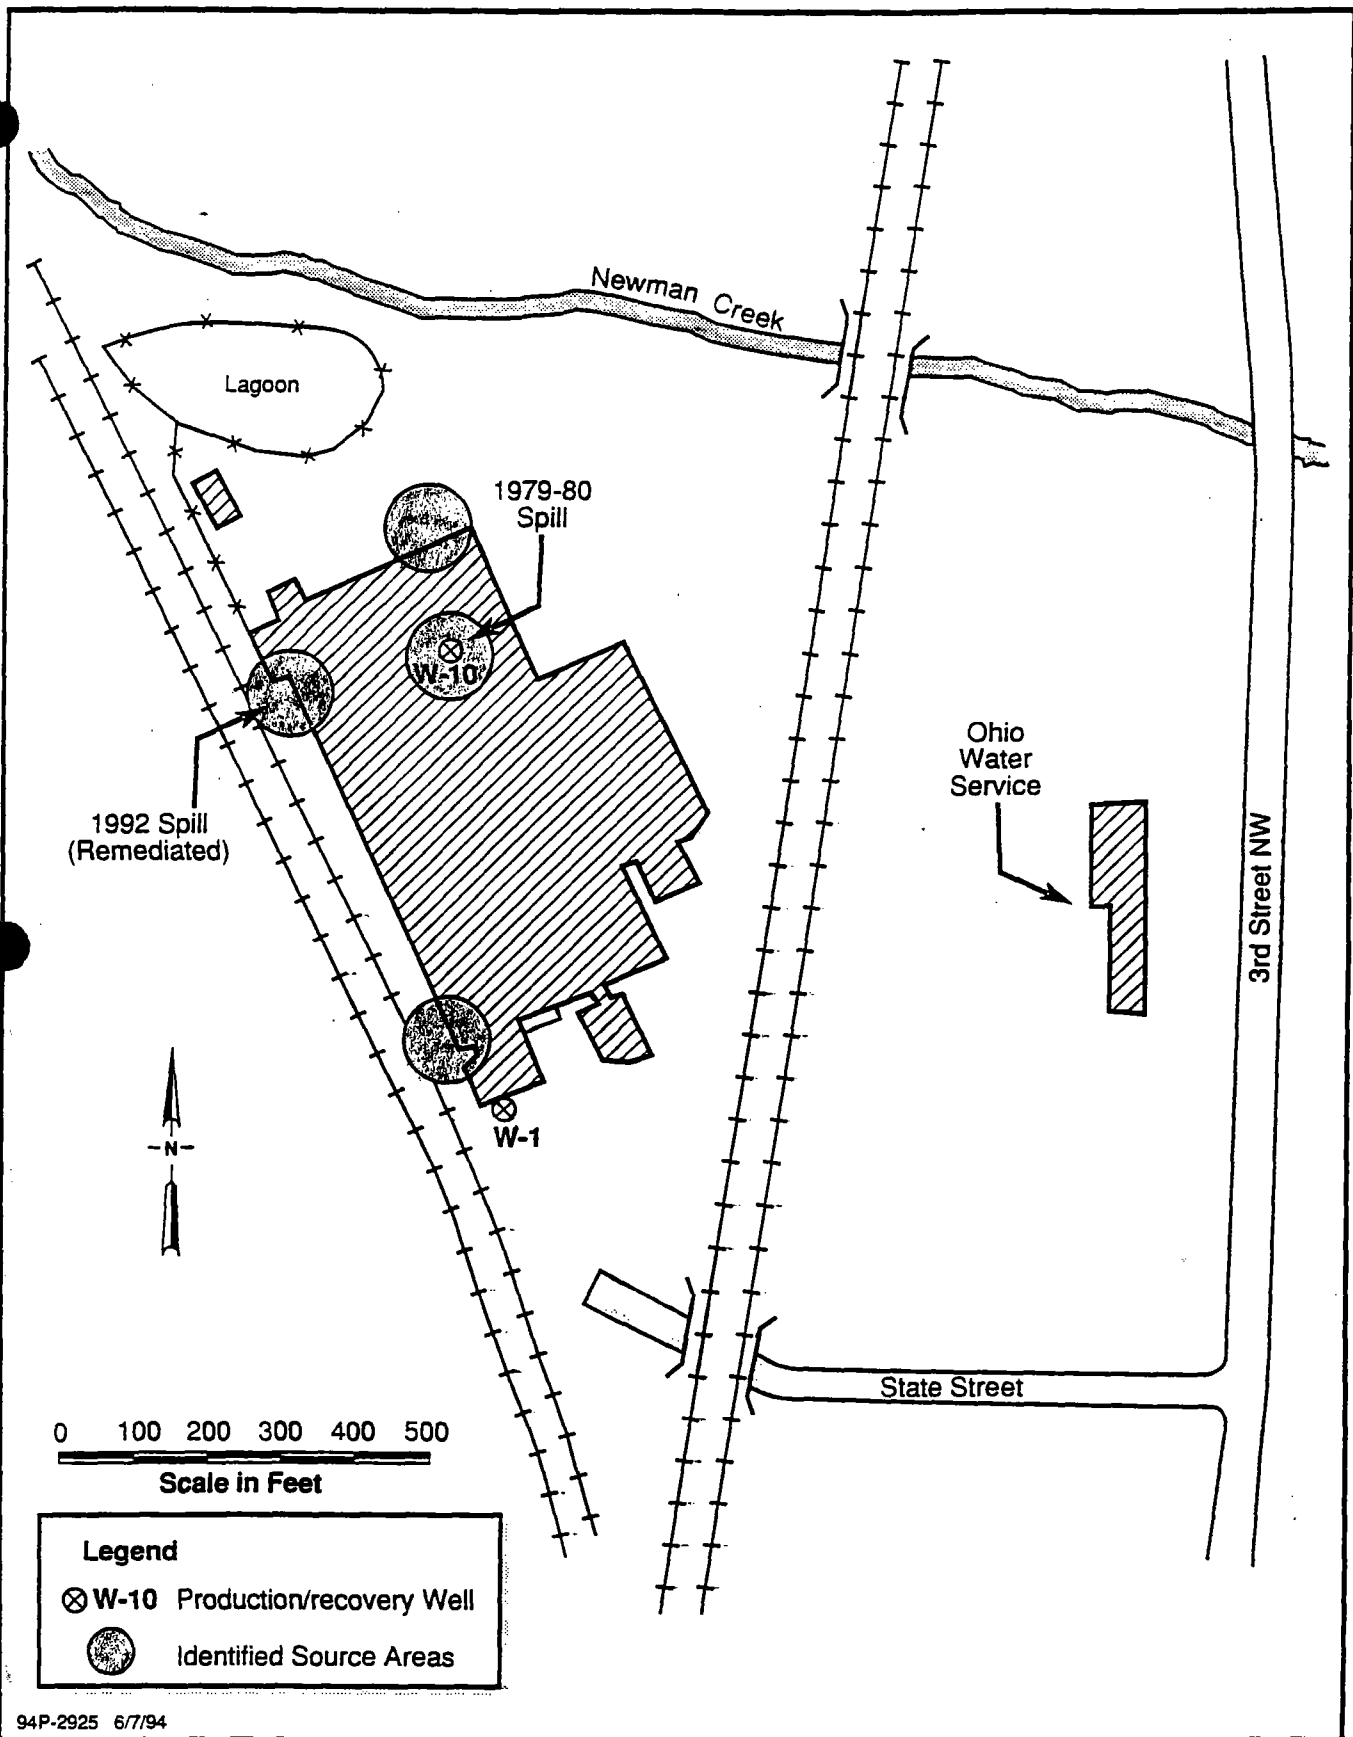 Newman Creek
Lagoon
1979-80
Spill
W-10
Ohio
Water
Service
1992 Spill
(Remediated)
3rd Street NW
W-1
N
State Street
0 100 200 300 400 500
Scale in Feet
Legend
W-10 Production/recovery Well
Identified Source Areas
94P-2925 6/7/94